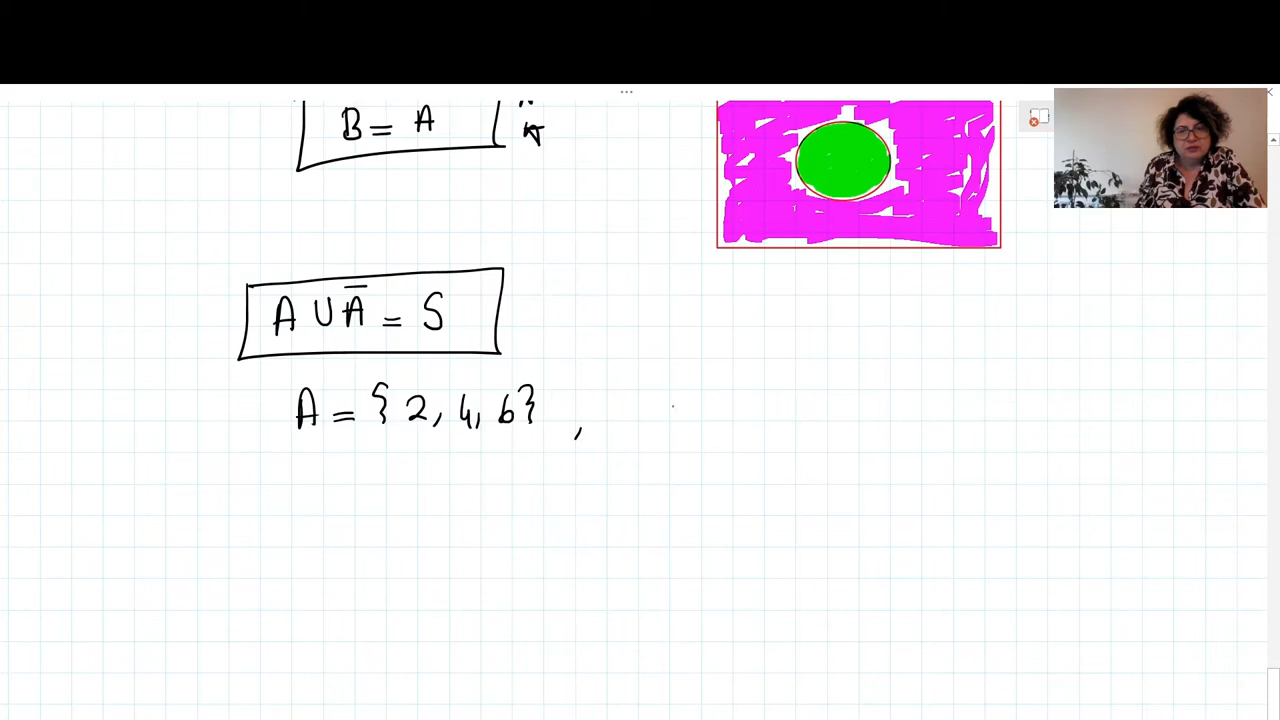 B = A
A ∪ A̅ = S
A = { 2, 4, 6 } ,